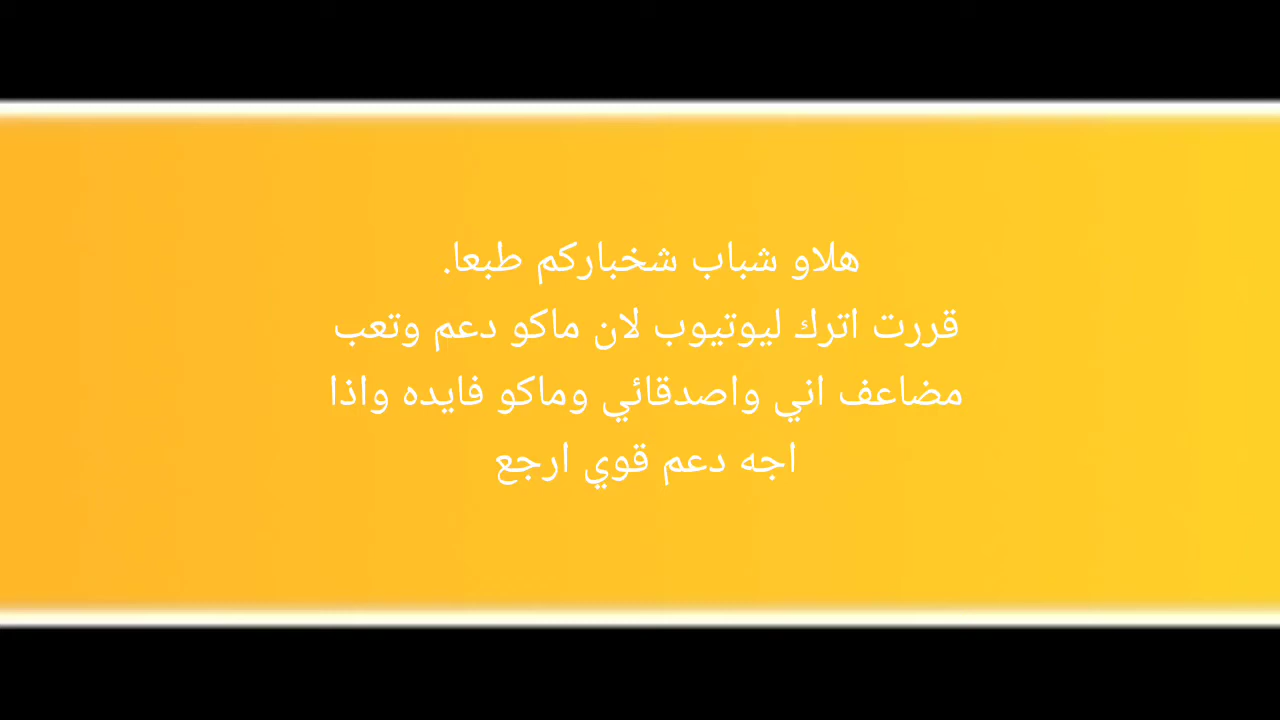 هلاو شباب شخباركم طبعا.
قررت اترك ليوتيوب لان ماكو دعم وتعب
مضاعف اني واصدقائي وماكو فايده واذا
اجه دعم قوي ارجع